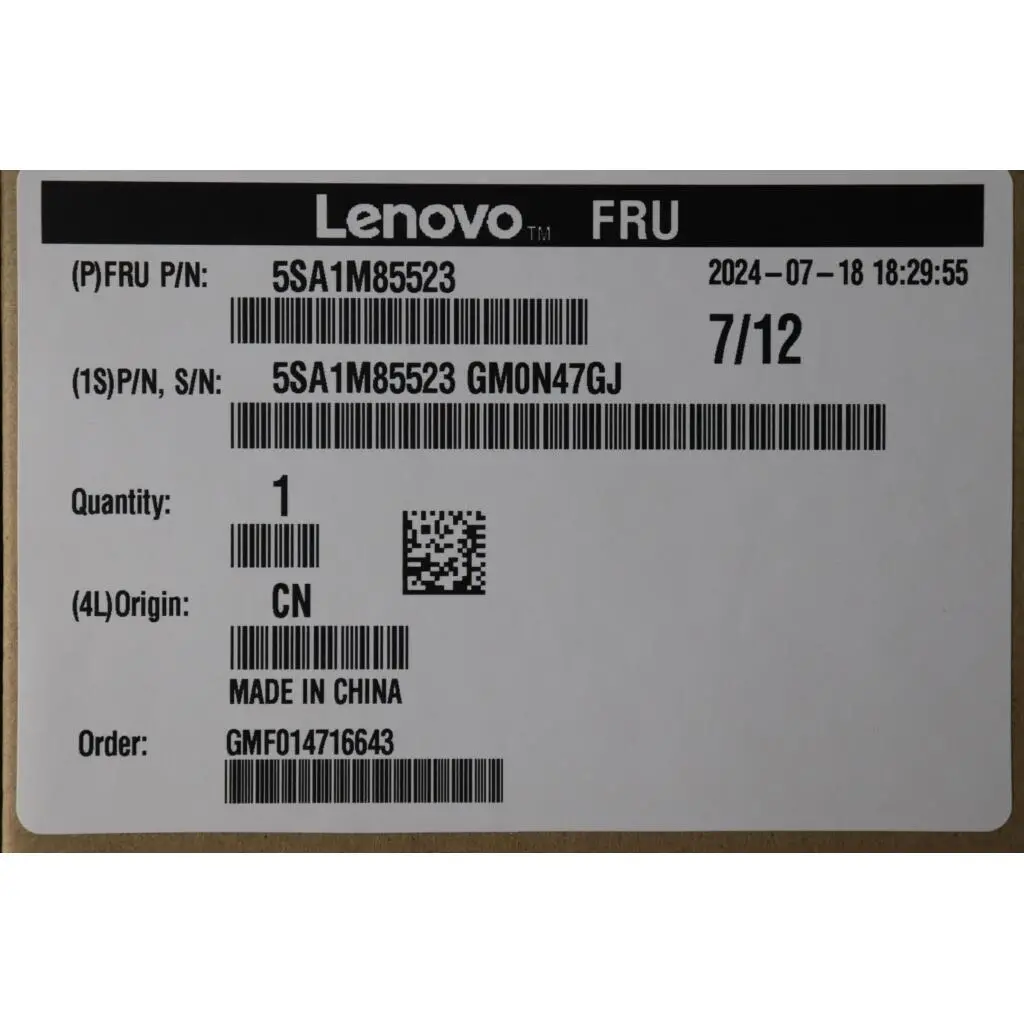 Lenovo™ FRU
(P)FRU P/N: 5SA1M85523 2024-07-18 18:29:55
7/12
(1S)P/N, S/N: 5SA1M85523 GM0N47GJ
Quantity: 1
(4L)Origin: CN
MADE IN CHINA
Order: GMF014716643